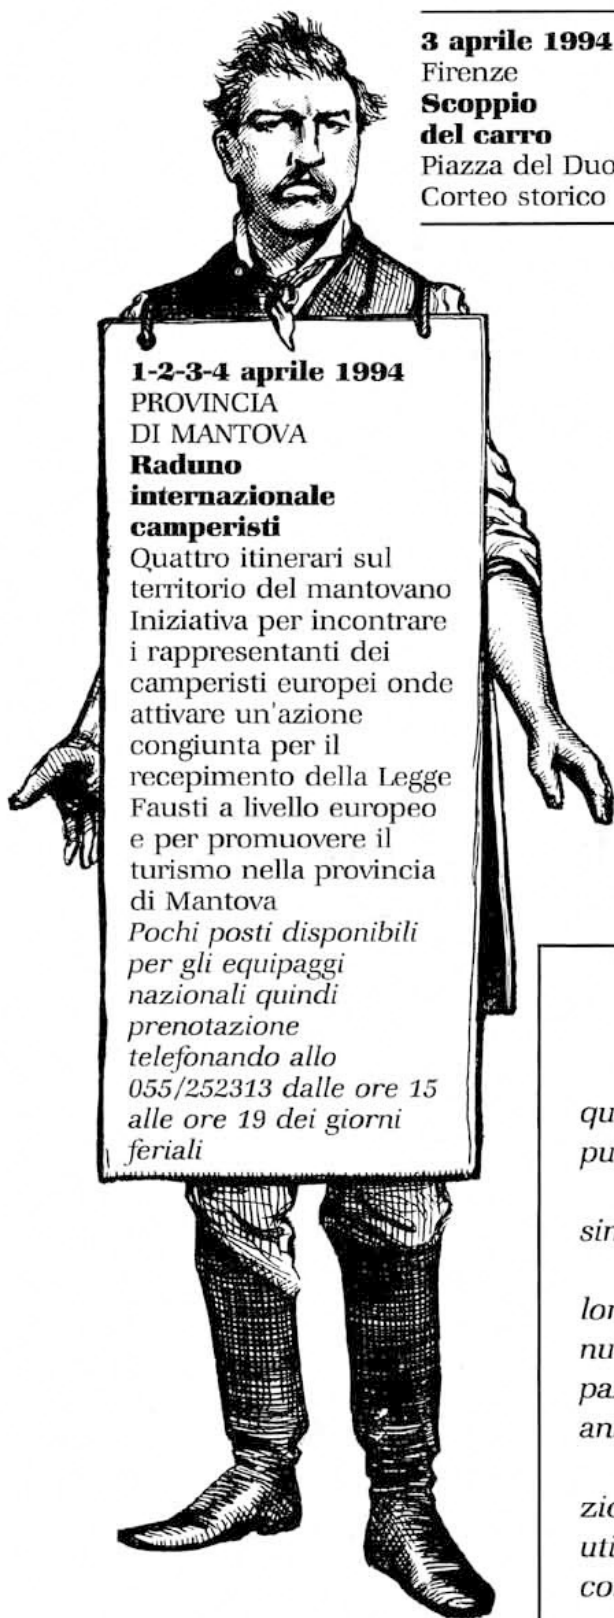 3 aprile 1994
Firenze
Scoppio
del carro
Piazza del Duo
Corteo storico
1-2-3-4 aprile 1994
PROVINCIA
DI MANTOVA
Raduno
internazionale
camperisti
Quattro itinerari sul
territorio del mantovano
Iniziativa per incontrare
i rappresentanti dei
camperisti europei onde
attivare un'azione
congiunta per il
recepimento della Legge
Fausti a livello europeo
e per promuovere il
turismo nella provincia
di Mantova
Pochi posti disponibili
per gli equipaggi
nazionali quindi
prenotazione
telefonando allo
055/252313 dalle ore 15
alle ore 19 dei giorni
feriali
qu
pu
sin
lor
nu
pa
an
zio
uti
co